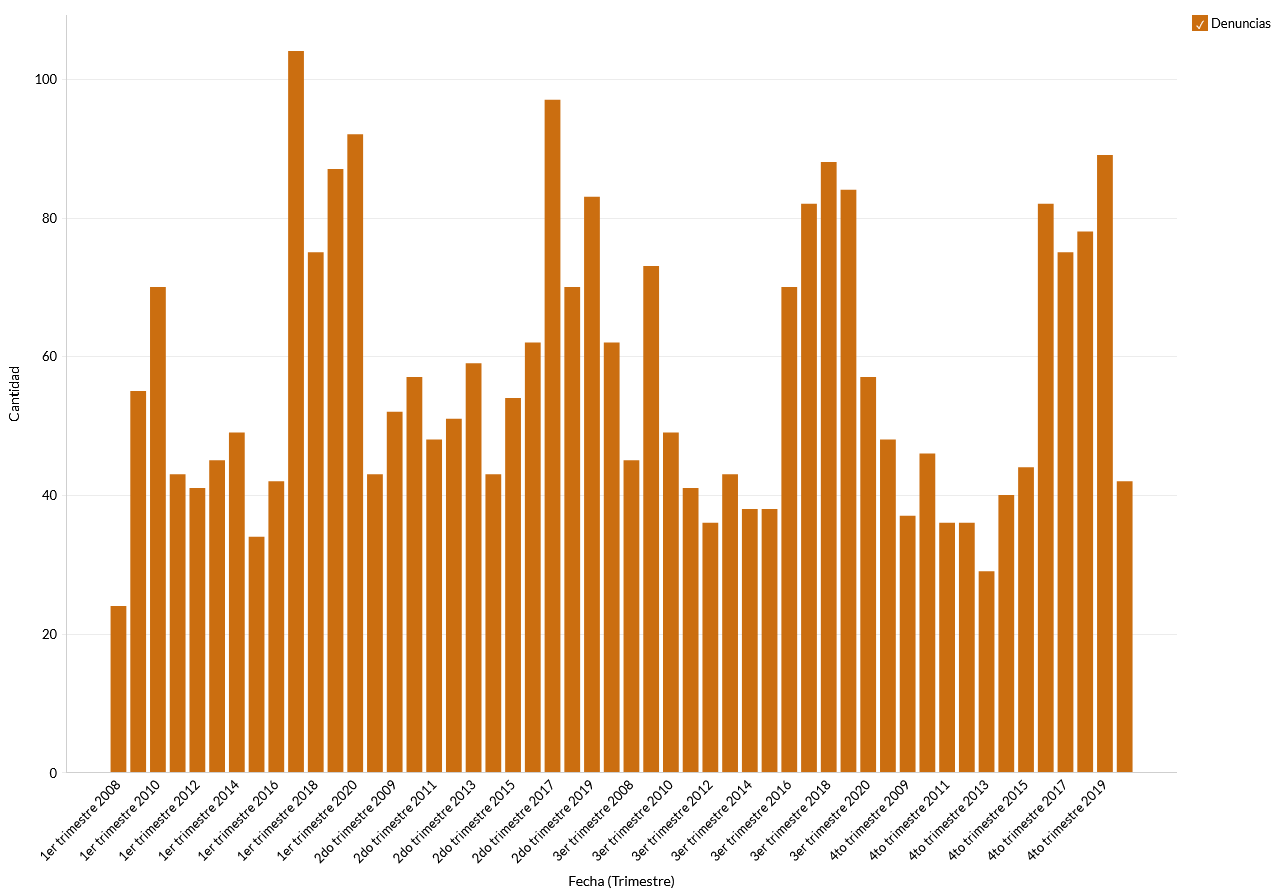 Denuncias
100
80
60
40
20
0
Cantidad
1er trimestre 2008
1er trimestre 2010
1er trimestre 2012
1er trimestre 2014
1er trimestre 2016
1er trimestre 2018
1er trimestre 2020
2do trimestre 2009
2do trimestre 2011
2do trimestre 2013
2do trimestre 2015
2do trimestre 2017
2do trimestre 2019
3er trimestre 2008
3er trimestre 2010
3er trimestre 2012
3er trimestre 2014
3er trimestre 2016
3er trimestre 2018
3er trimestre 2020
4to trimestre 2009
4to trimestre 2011
4to trimestre 2013
4to trimestre 2015
4to trimestre 2017
4to trimestre 2019
Fecha (Trimestre)